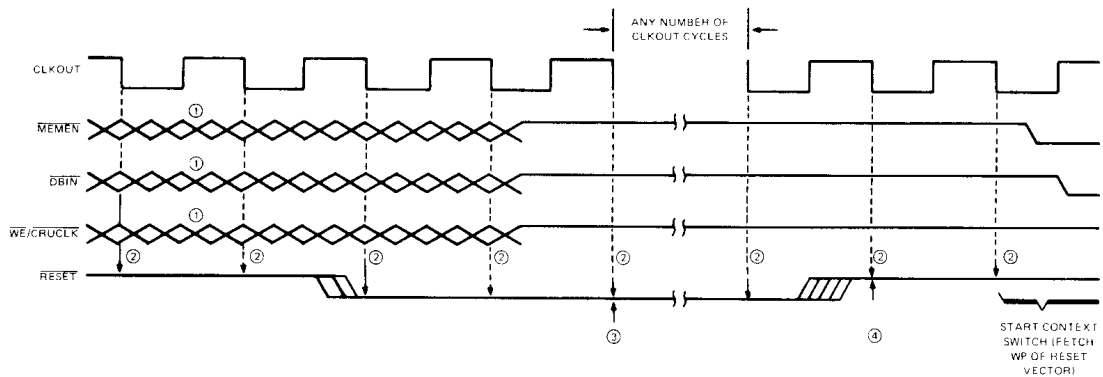 ANY NUMBER OF
CLKOUT CYCLES
CLKOUT
①
MEMEN
①
DBIN
①
WE/CRUCLK
② ② ② ② ② ② ② ②
RESET
③ ④
START CONTEXT
SWITCH (FETCH
WP OF RESET
VECTOR)